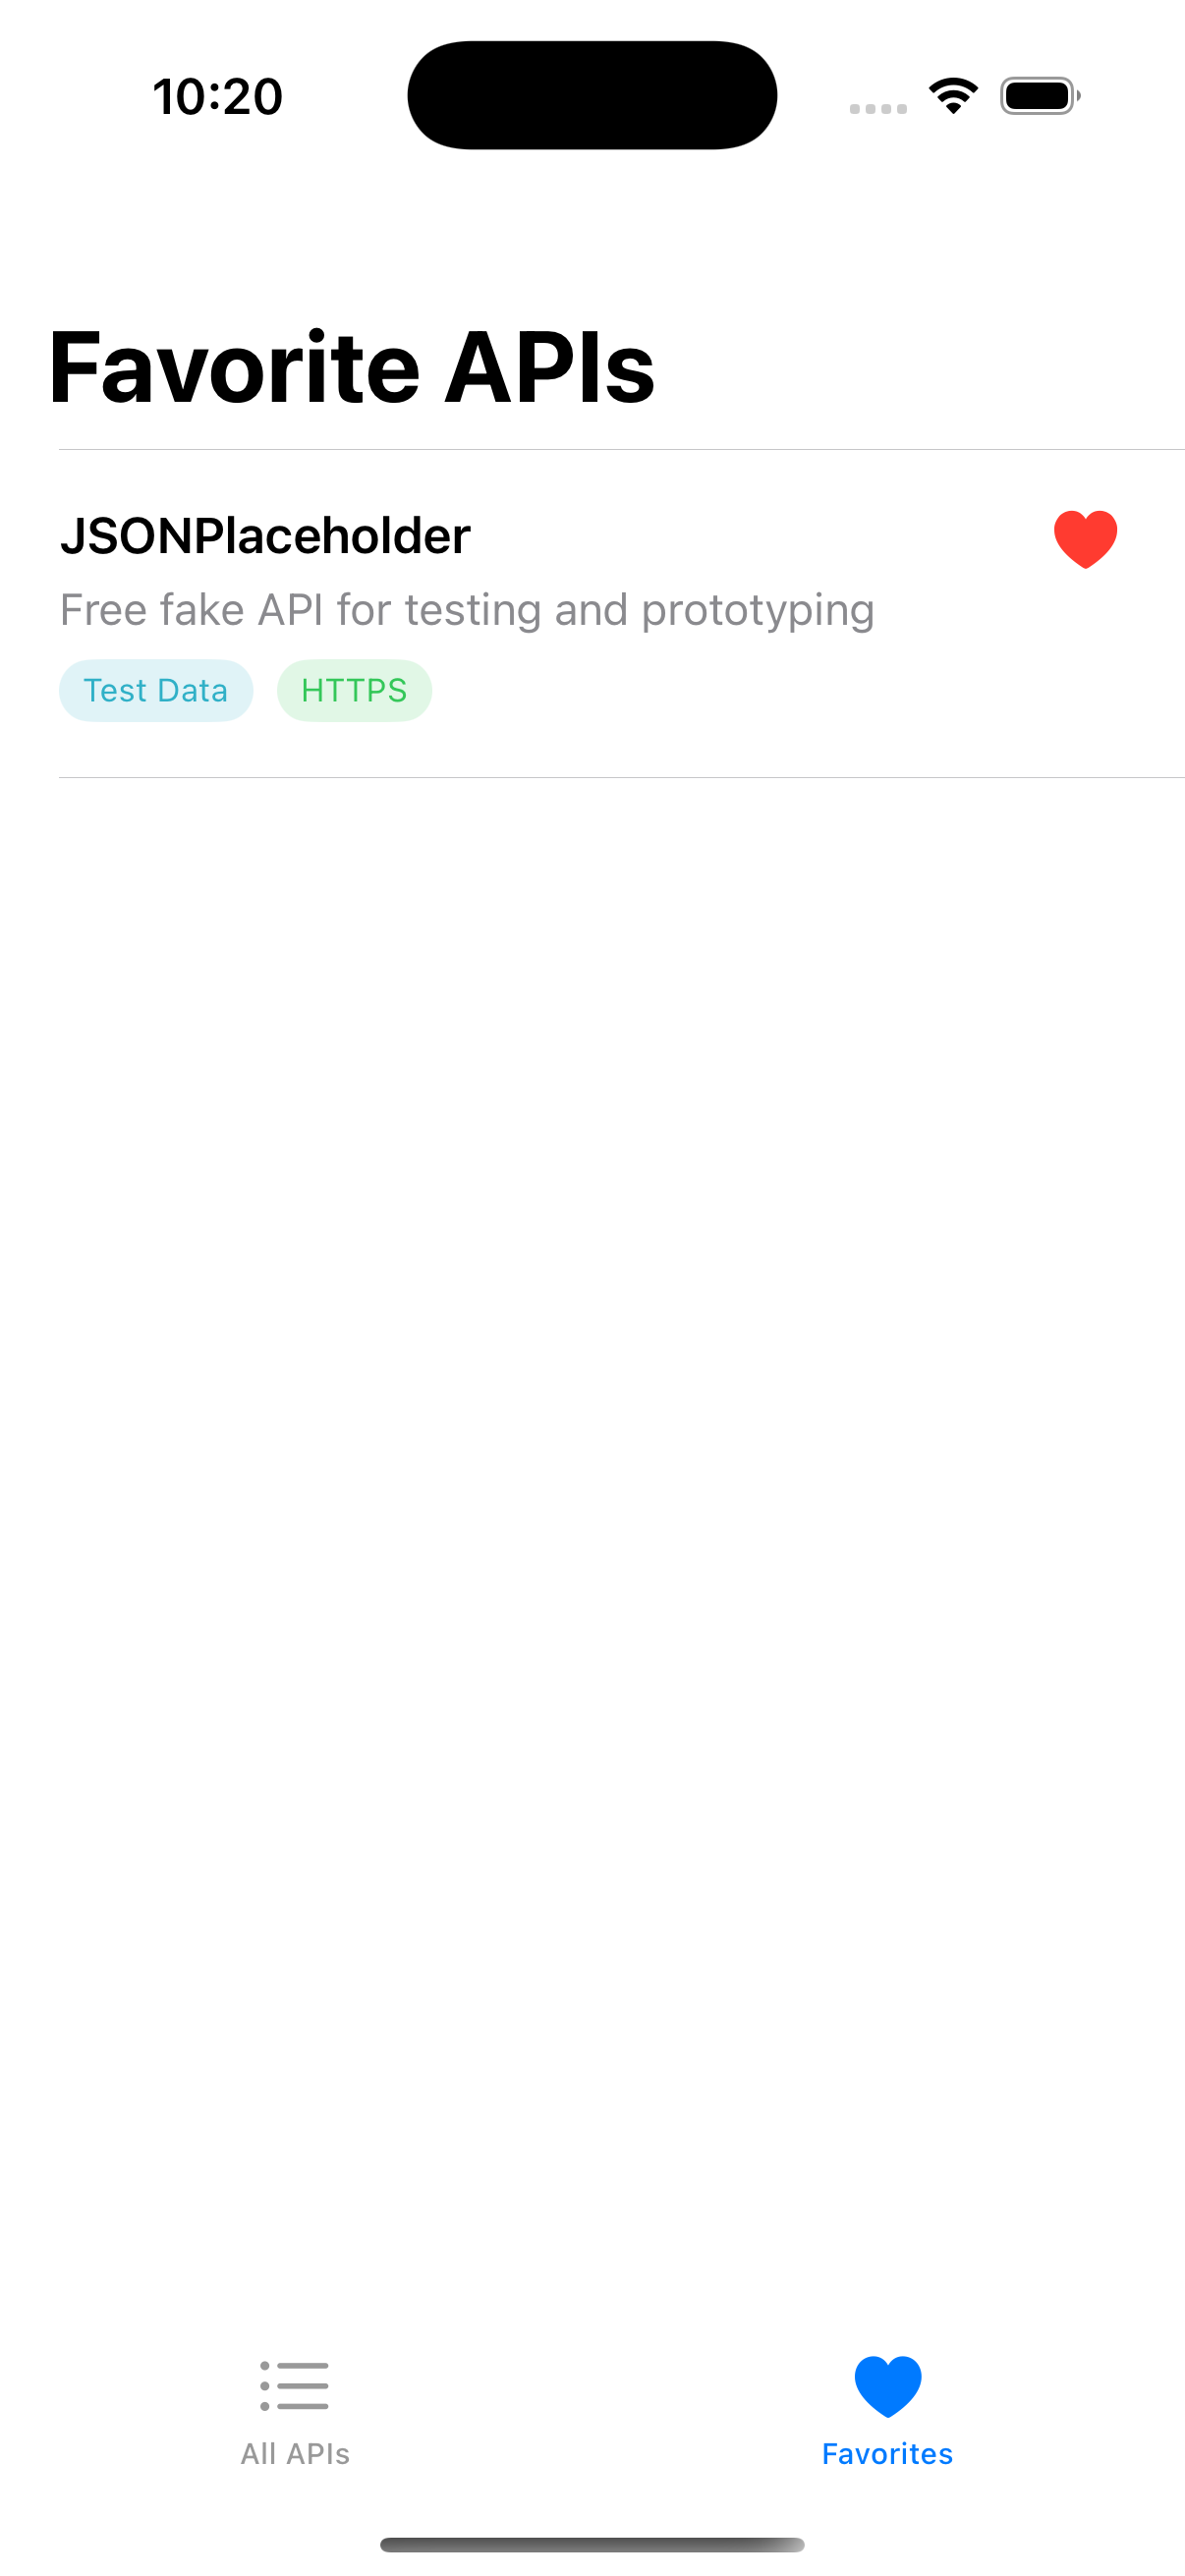 10:20
Favorite APIs
JSONPlaceholder
Free fake API for testing and prototyping
Test Data HTTPS
All APIs Favorites